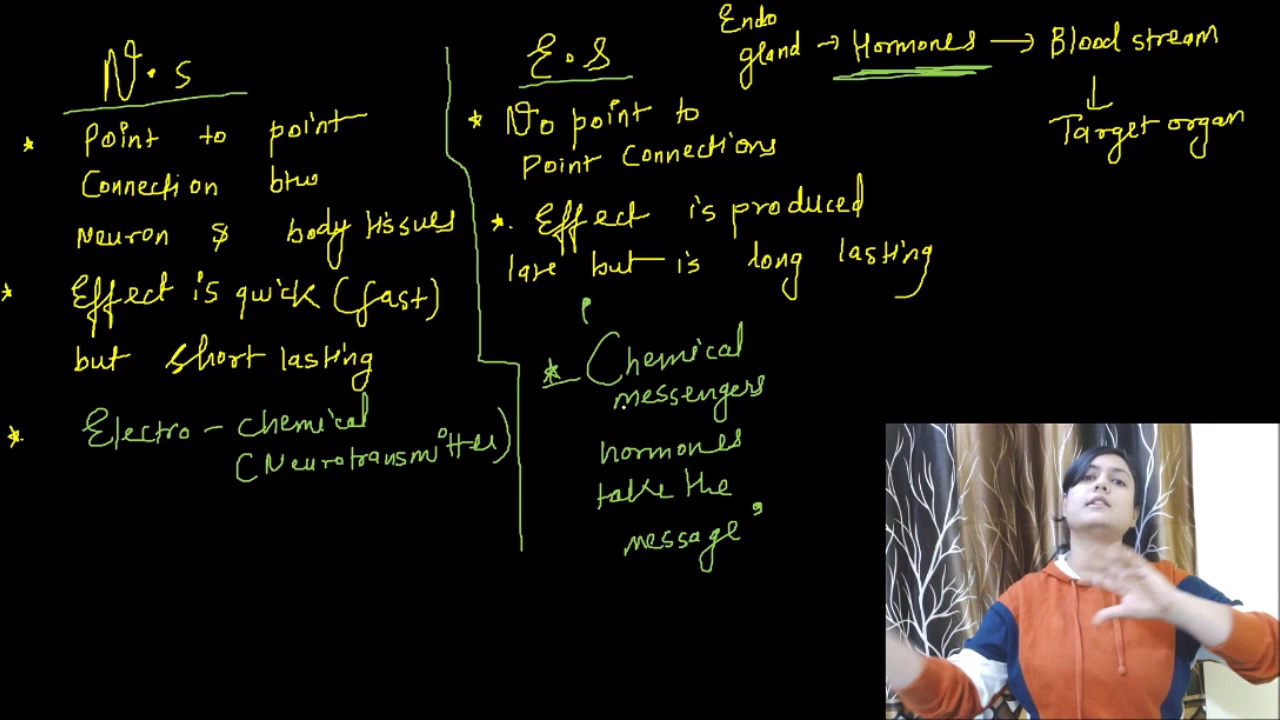 N.S
* Point to point
Connection btw
Neuron & body tissues
* Effect is quick (fast)
but short lasting
* Electro - chemical
(Neurotransmitter)
E.S
* No point to
Point Connections
* Effect is produced
late but is long lasting
* Chemical
messengers
hormones
take the
message
Endo
gland → Hormones → Blood stream
↓
Target organ